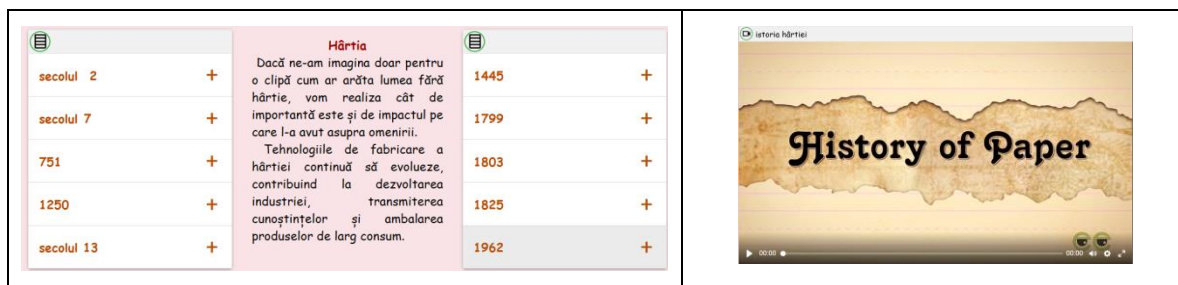 secolul 2 +
secolul 7 +
751 +
1250 +
secolul 13 +
Hârtia
Dacă ne-am imagina doar pentru
o clipă cum ar arăta lumea fără
hârtie, vom realiza cât de
importantă este și de impactul pe
care l-a avut asupra omenirii.
Tehnologiile de fabricare a
hârtiei continuă să evolueze,
contribuind la dezvoltarea
industriei, transmiterea
cunoștințelor și ambalarea
produselor de larg consum.
1445 +
1799 +
1803 +
1825 +
1962 +
istoria hârtiei
History of Paper
00:00 00:00